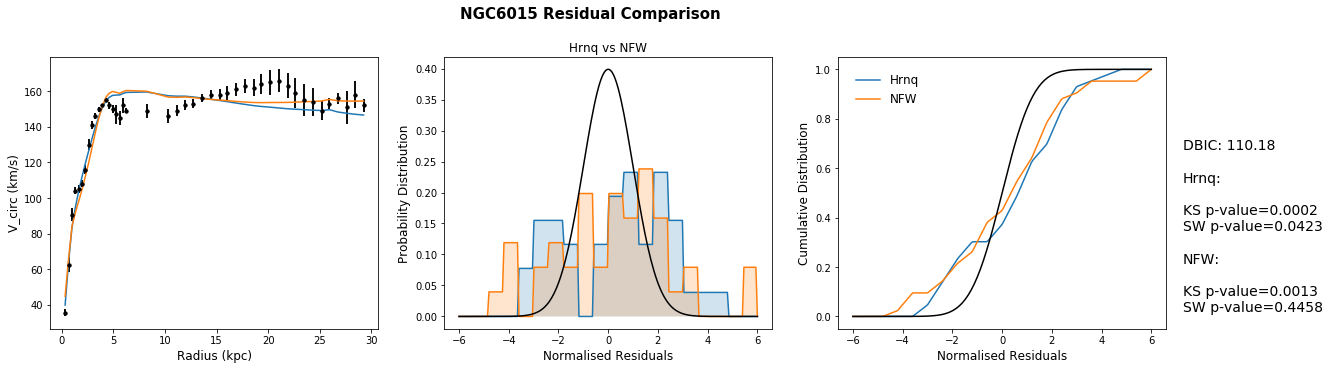 NGC6015 Residual Comparison
V_circ (km/s)
160
140
120
100
80
60
40
0
5
10
15
20
25
30
Radius (kpc)
Hrnq vs NFW
Probability Distribution
0.40
0.35
0.30
0.25
0.20
0.15
0.10
0.05
0.00
−6
−4
−2
0
2
4
6
Normalised Residuals
Cumulative Distribution
1.0
0.8
0.6
0.4
0.2
0.0
Hrnq
NFW
−6
−4
−2
0
2
4
6
Normalised Residuals
DBIC: 110.18
Hrnq:
KS p-value=0.0002
SW p-value=0.0423
NFW:
KS p-value=0.0013
SW p-value=0.4458